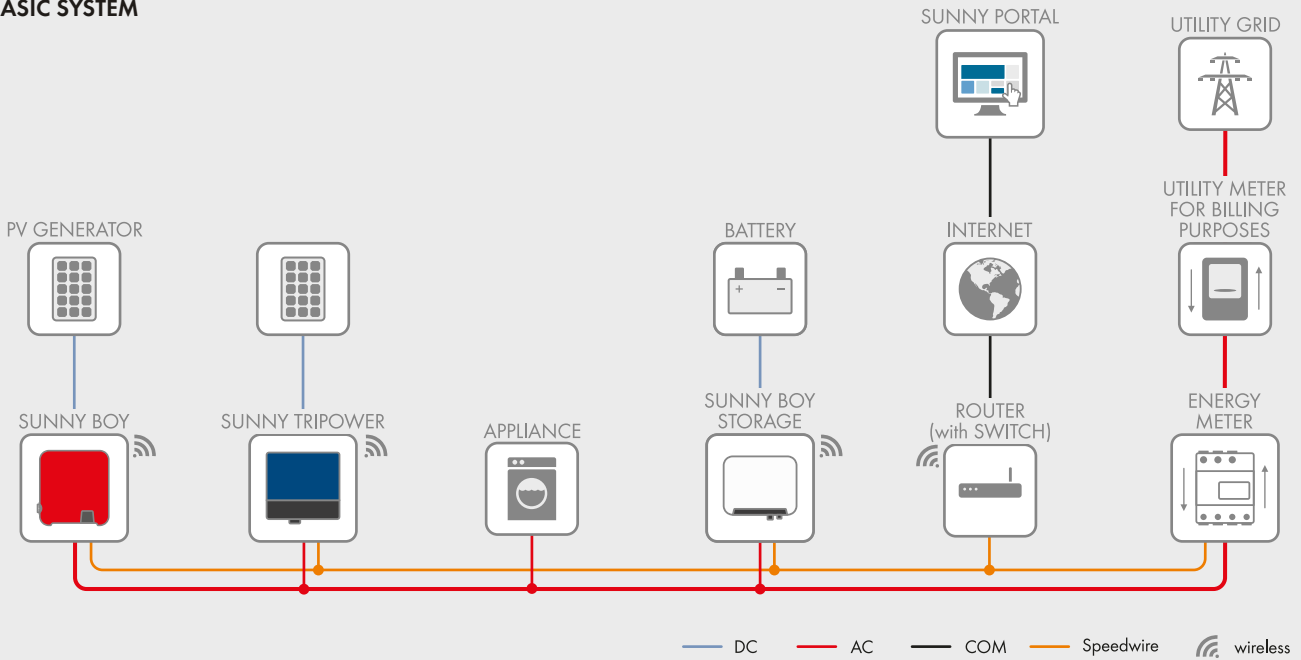 ASIC SYSTEM
SUNNY PORTAL
UTILITY GRID
UTILITY METER
FOR BILLING
PURPOSES
PV GENERATOR
BATTERY
INTERNET
SUNNY BOY
SUNNY TRIPOWER
APPLIANCE
SUNNY BOY
STORAGE
ROUTER
(with SWITCH)
ENERGY
METER
DC
AC
COM
Speedwire
wireless